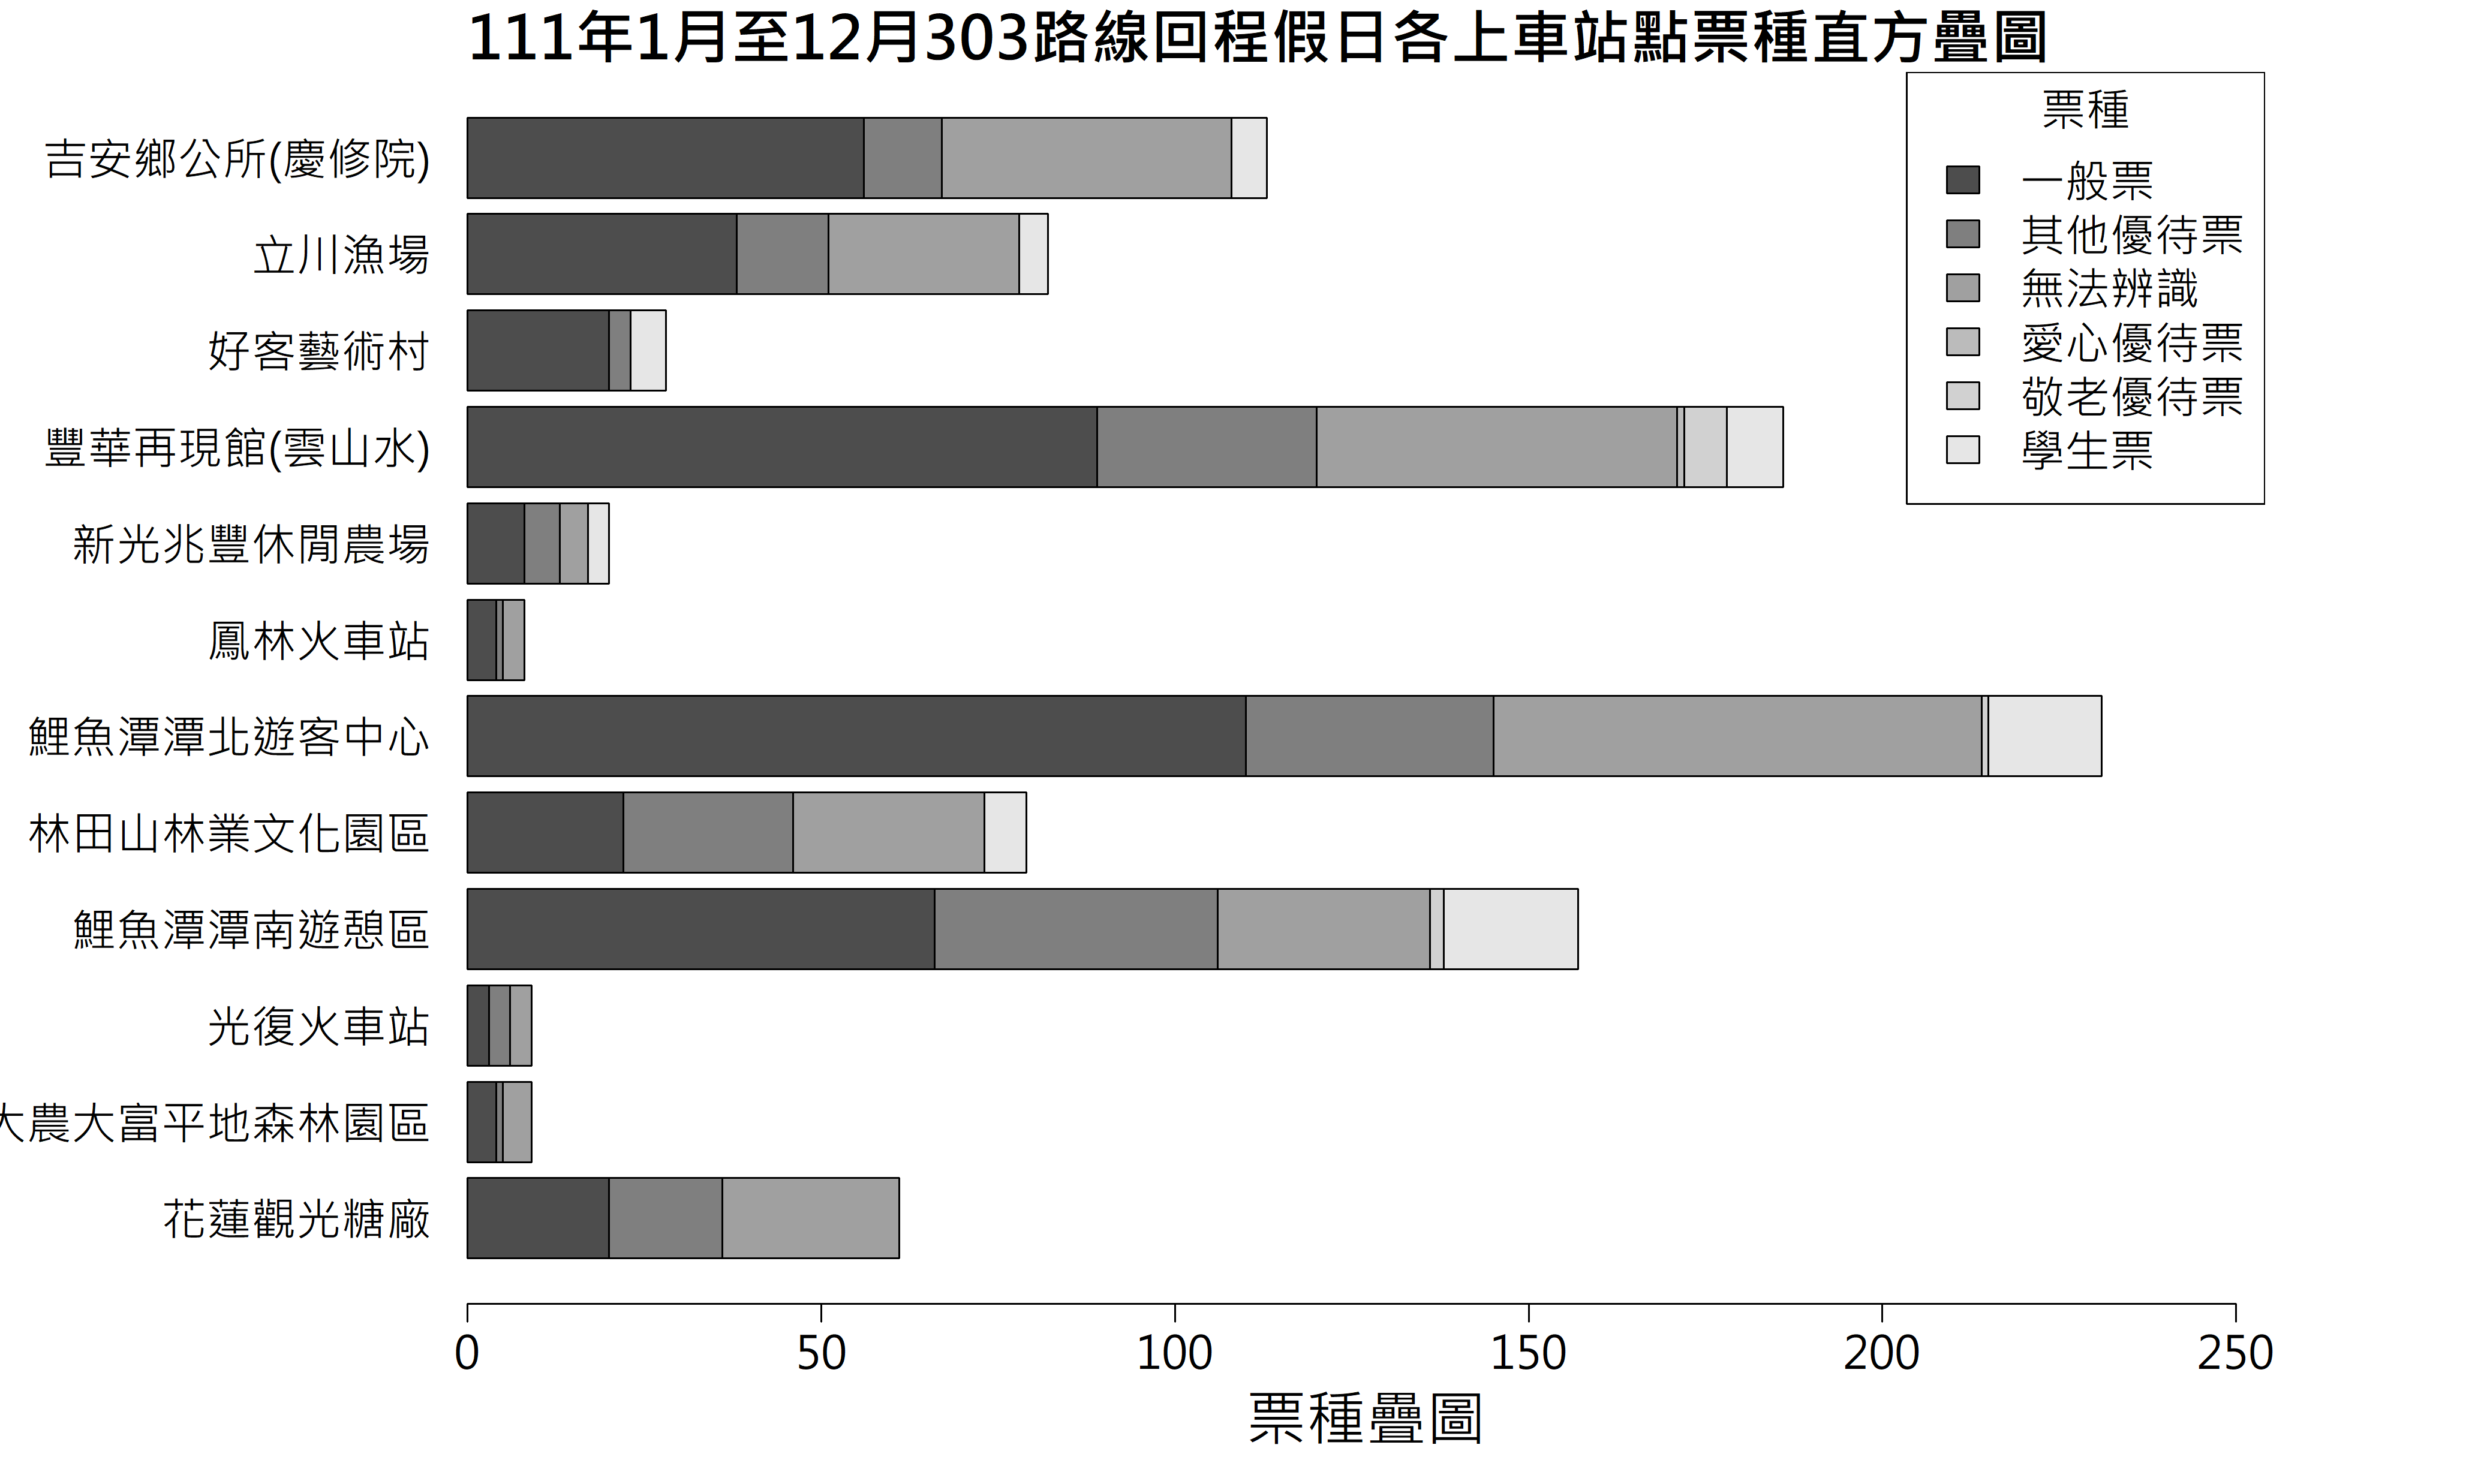 111年1月至12月303路線回程假日各上車站點票種直方疊圖
票種
一般票
其他優待票
無法辨識
愛心優待票
敬老優待票
學生票
吉安鄉公所(慶修院)
立川漁場
好客藝術村
豐華再現館(雲山水)
新光兆豐休閒農場
鳳林火車站
鯉魚潭潭北遊客中心
林田山林業文化園區
鯉魚潭潭南遊憩區
光復火車站
大農大富平地森林園區
花蓮觀光糖廠
0 50 100 150 200 250
票種疊圖